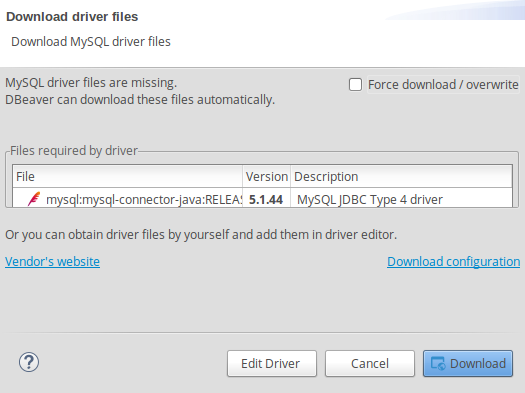 Download driver files
Download MySQL driver files
MySQL driver files are missing.
DBeaver can download these files automatically.
Force download / overwrite
Files required by driver
File Version Description
mysql:mysql-connector-java:RELEAS 5.1.44 MySQL JDBC Type 4 driver
Or you can obtain driver files by yourself and add them in driver editor.
Vendor's website Download configuration
? Edit Driver Cancel Download